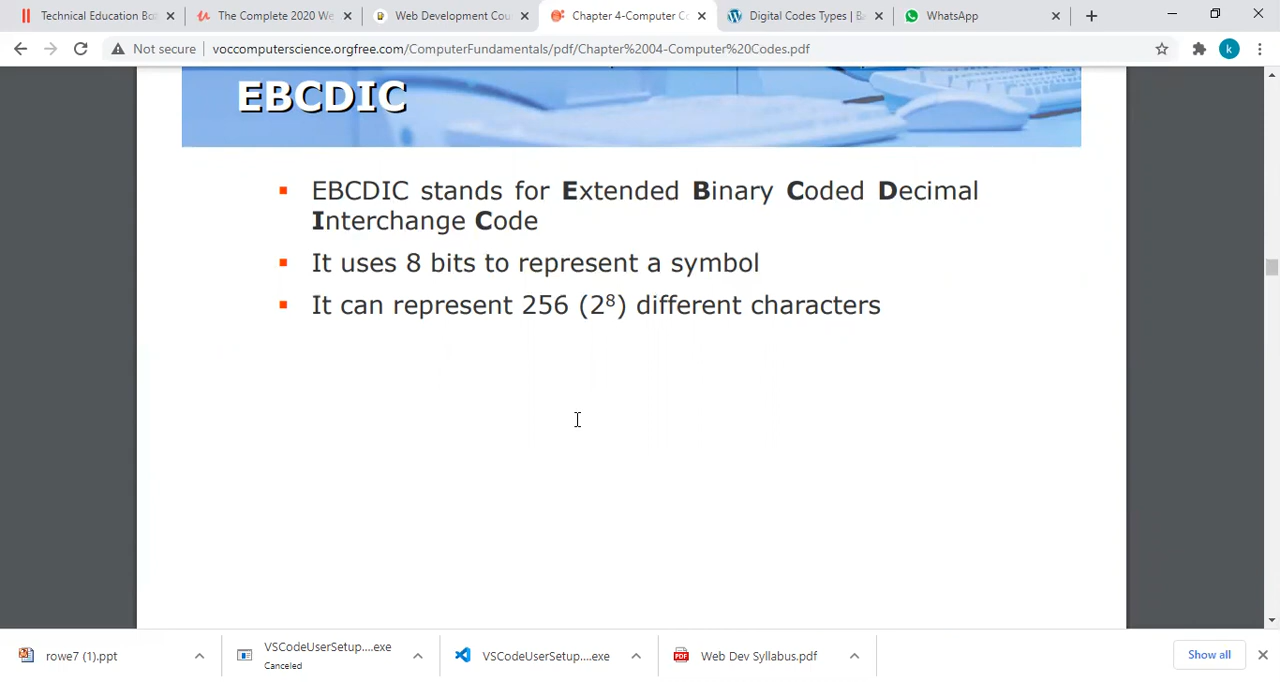 Technical Education Bo
The Complete 2020 We
Web Development Cou
Chapter 4-Computer Co
Digital Codes Types | Ba
WhatsApp
Not secure
voccomputerscience.orgfree.com/ComputerFundamentals/pdf/Chapter%2004-Computer%20Codes.pdf
k
EBCDIC
EBCDIC stands for Extended Binary Coded Decimal
Interchange Code
It uses 8 bits to represent a symbol
It can represent 256 (2⁸) different characters
rowe7 (1).ppt
VSCodeUserSetup....exe
Canceled
VSCodeUserSetup....exe
Web Dev Syllabus.pdf
Show all